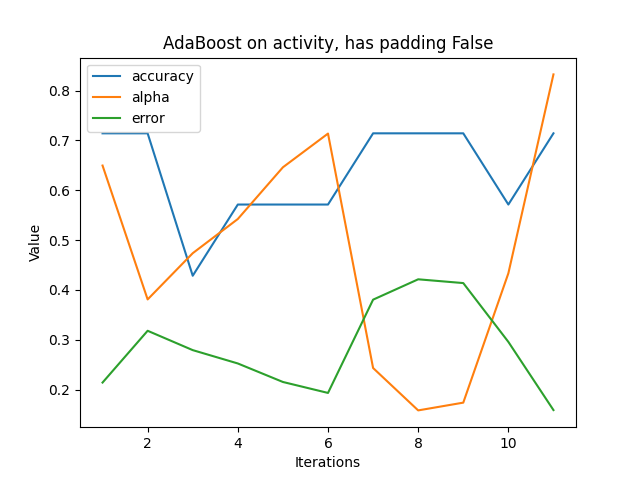 AdaBoost on activity, has padding False
accuracy
alpha
error
0.8
0.7
0.6
0.5
0.4
0.3
0.2
Value
2 4 6 8 10
Iterations